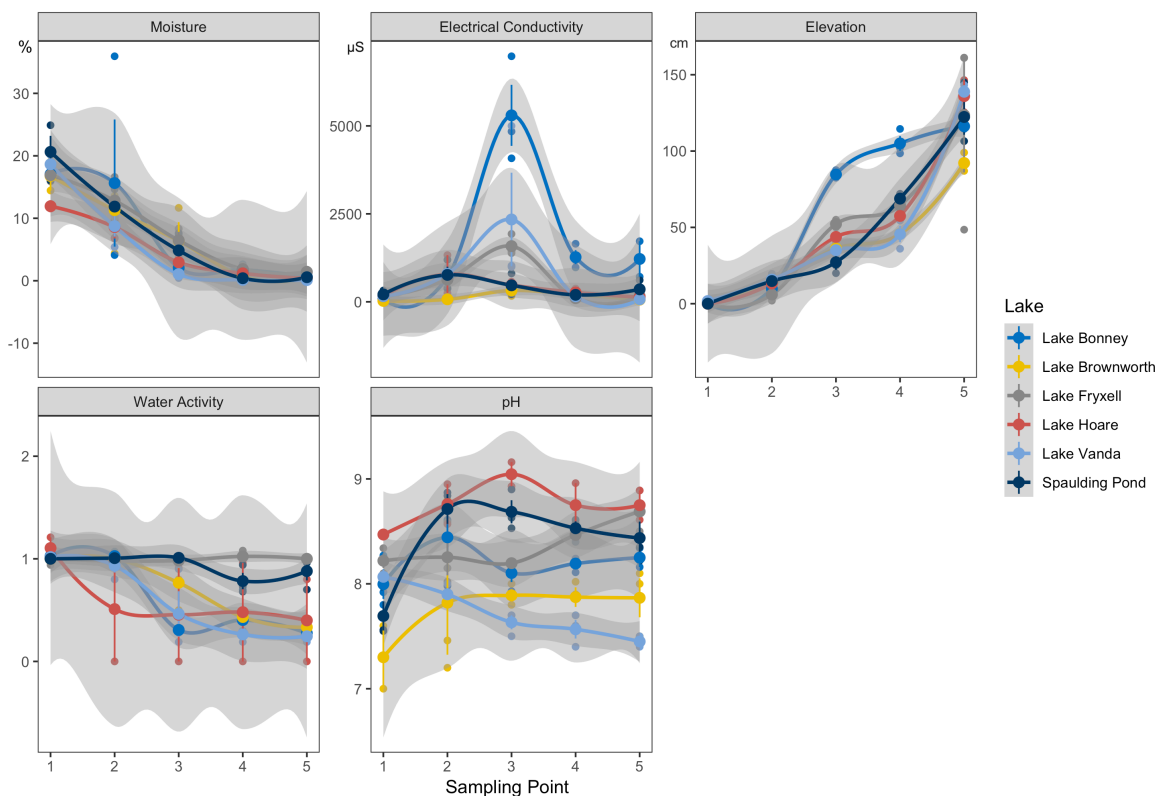 Moisture
Electrical Conductivity
Elevation
%
µS
cm
30
20
10
0
-10
5000
2500
0
150
100
50
0
1 2 3 4 5
Lake
Lake Bonney
Lake Brownworth
Lake Fryxell
Lake Hoare
Lake Vanda
Spaulding Pond
Water Activity
pH
2
1
0
9
8
7
1 2 3 4 5
1 2 3 4 5
Sampling Point